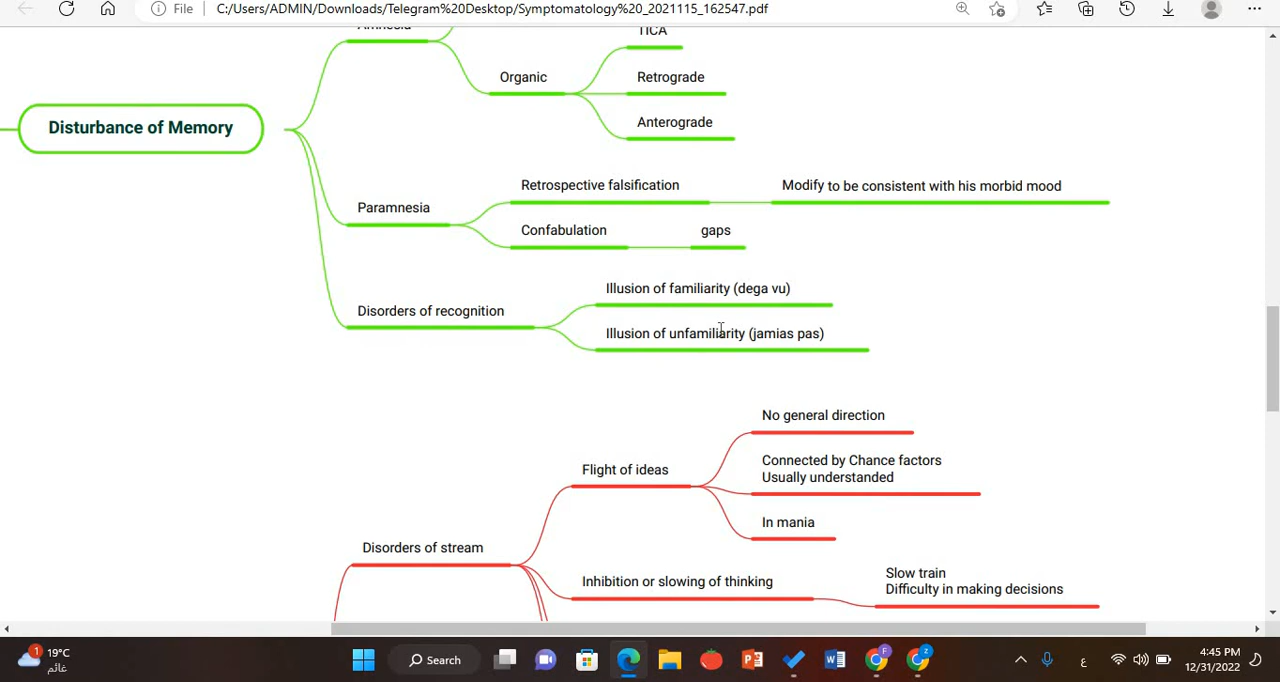 File
C:/Users/ADMIN/Downloads/Telegram%20Desktop/Symptomatology%20_2021115_162547.pdf
Amnesia
TICA
Organic
Retrograde
Anterograde
Disturbance of Memory
Paramnesia
Retrospective falsification
Modify to be consistent with his morbid mood
Confabulation
gaps
Disorders of recognition
Illusion of familiarity (dega vu)
Illusion of unfamiliarity (jamias pas)
Disorders of stream
Flight of ideas
No general direction
Connected by Chance factors
Usually understanded
In mania
Inhibition or slowing of thinking
Slow train
Difficulty in making decisions
1
19°C
غائم
Search
F
z
ع
4:45 PM
12/31/2022